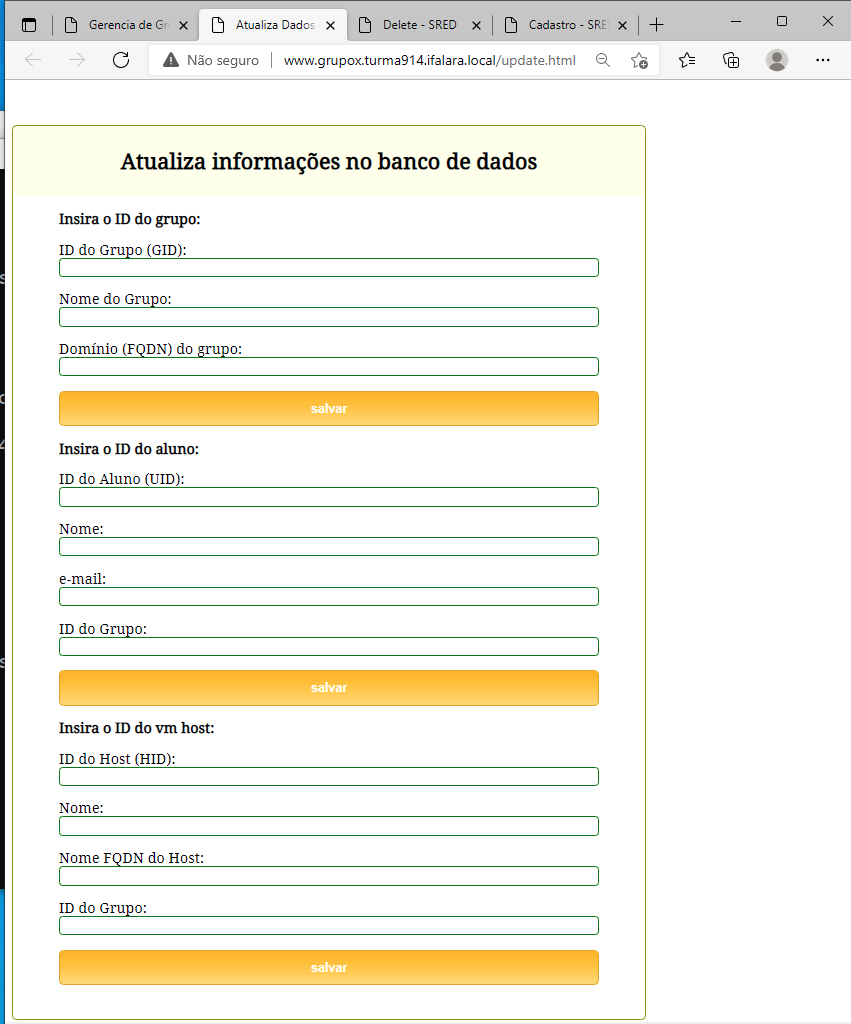 Gerencia de Gr
Atualiza Dados
Delete - SRED
Cadastro - SRE
Não seguro
www.grupox.turma914.ifalara.local/update.html
Atualiza informações no banco de dados
Insira o ID do grupo:
ID do Grupo (GID):
Nome do Grupo:
Domínio (FQDN) do grupo:
salvar
Insira o ID do aluno:
ID do Aluno (UID):
Nome:
e-mail:
ID do Grupo:
salvar
Insira o ID do vm host:
ID do Host (HID):
Nome:
Nome FQDN do Host:
ID do Grupo:
salvar